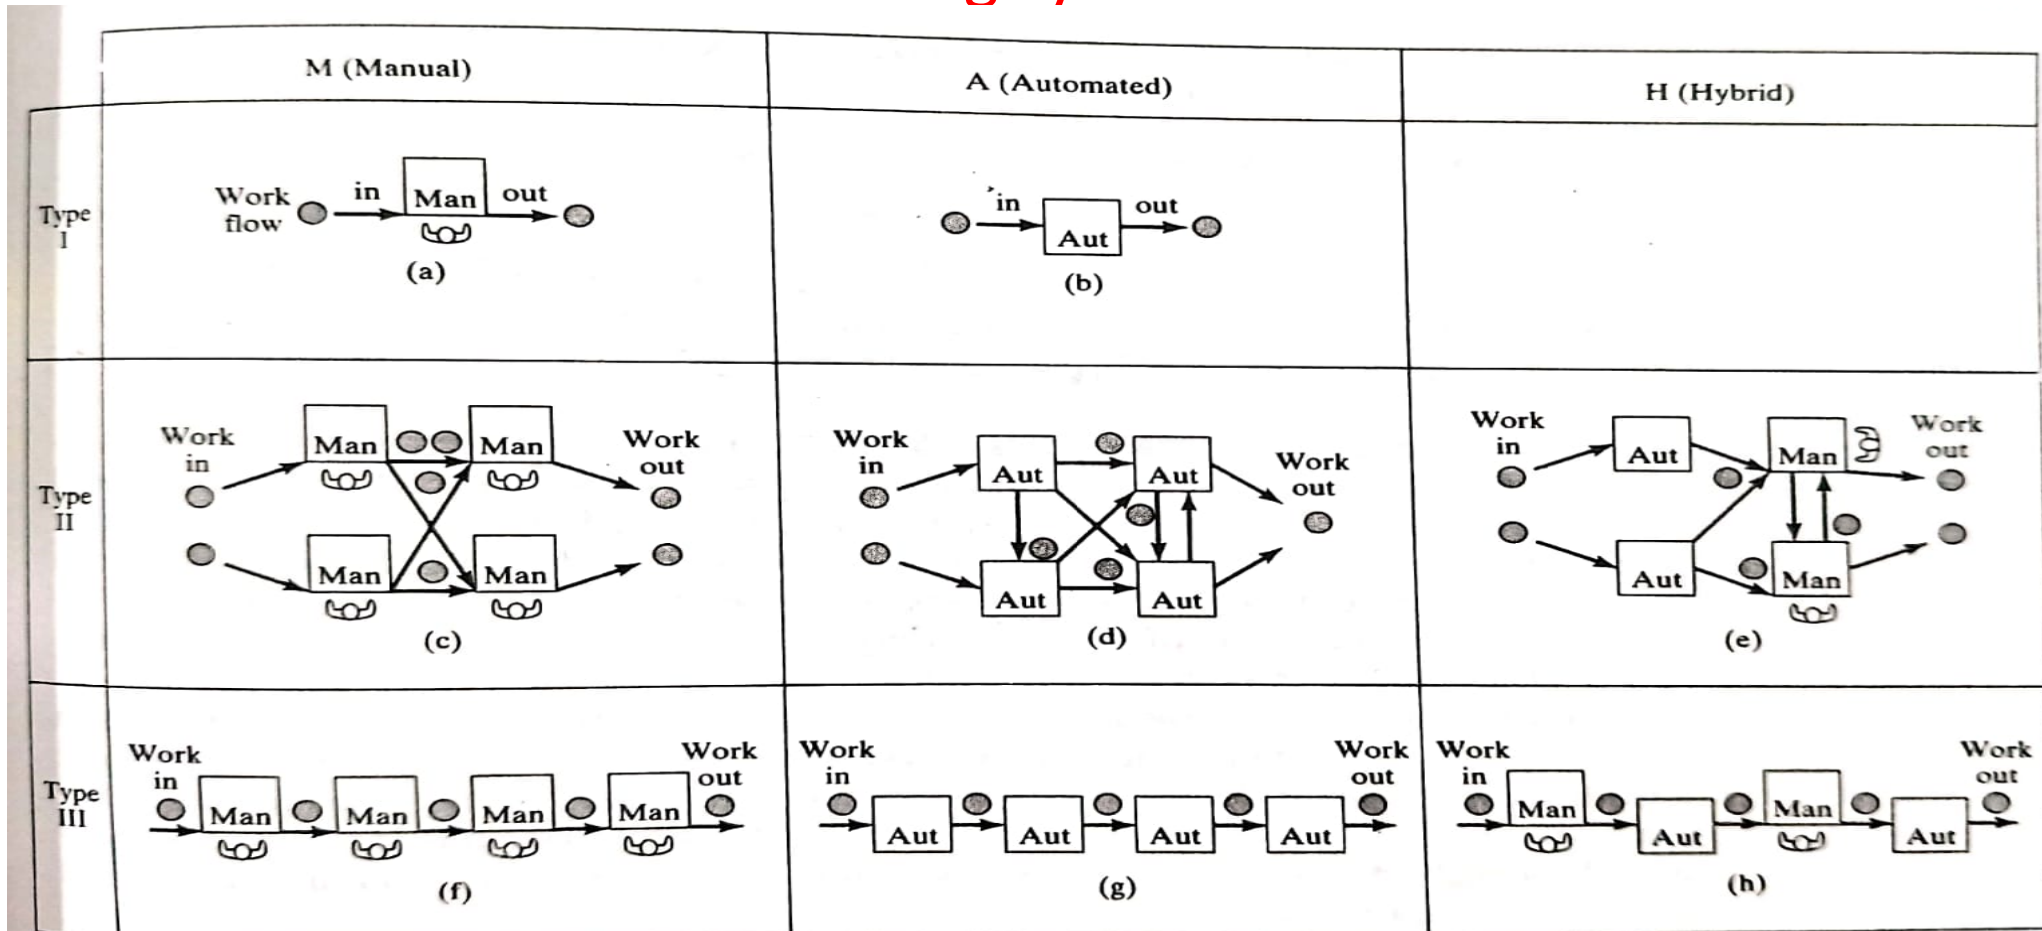 M (Manual)
A (Automated)
H (Hybrid)
Type
I
Work
flow
in
Man
out
(a)
in
Aut
out
(b)
Type
II
Work
in
Man
Man
Work
out
Man
Man
(c)
Work
in
Aut
Aut
Work
out
Aut
Aut
(d)
Work
in
Aut
Man
Work
out
Aut
Man
(e)
Type
III
Work
in
Man
Man
Man
Man
Work
out
(f)
Work
in
Aut
Aut
Aut
Aut
Work
out
(g)
Work
in
Man
Aut
Man
Aut
Work
out
(h)